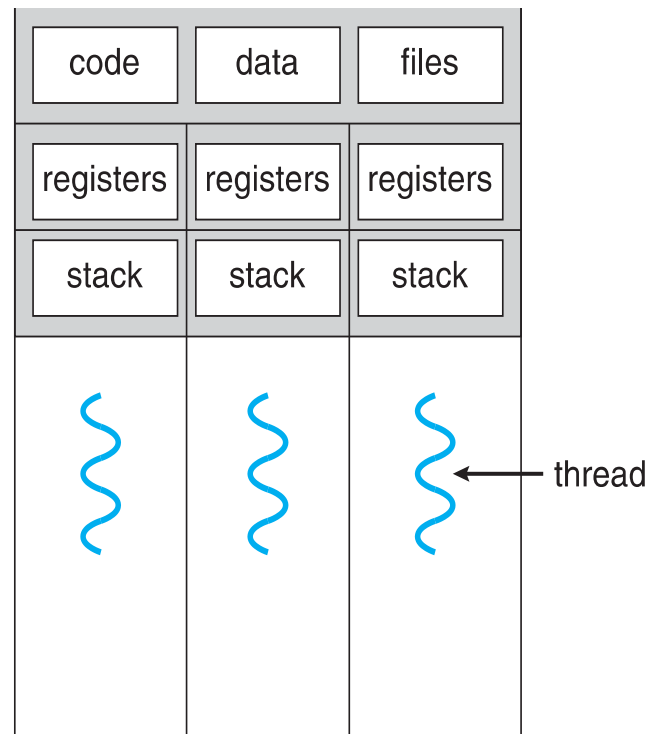 code data files
registers registers registers
stack stack stack
thread